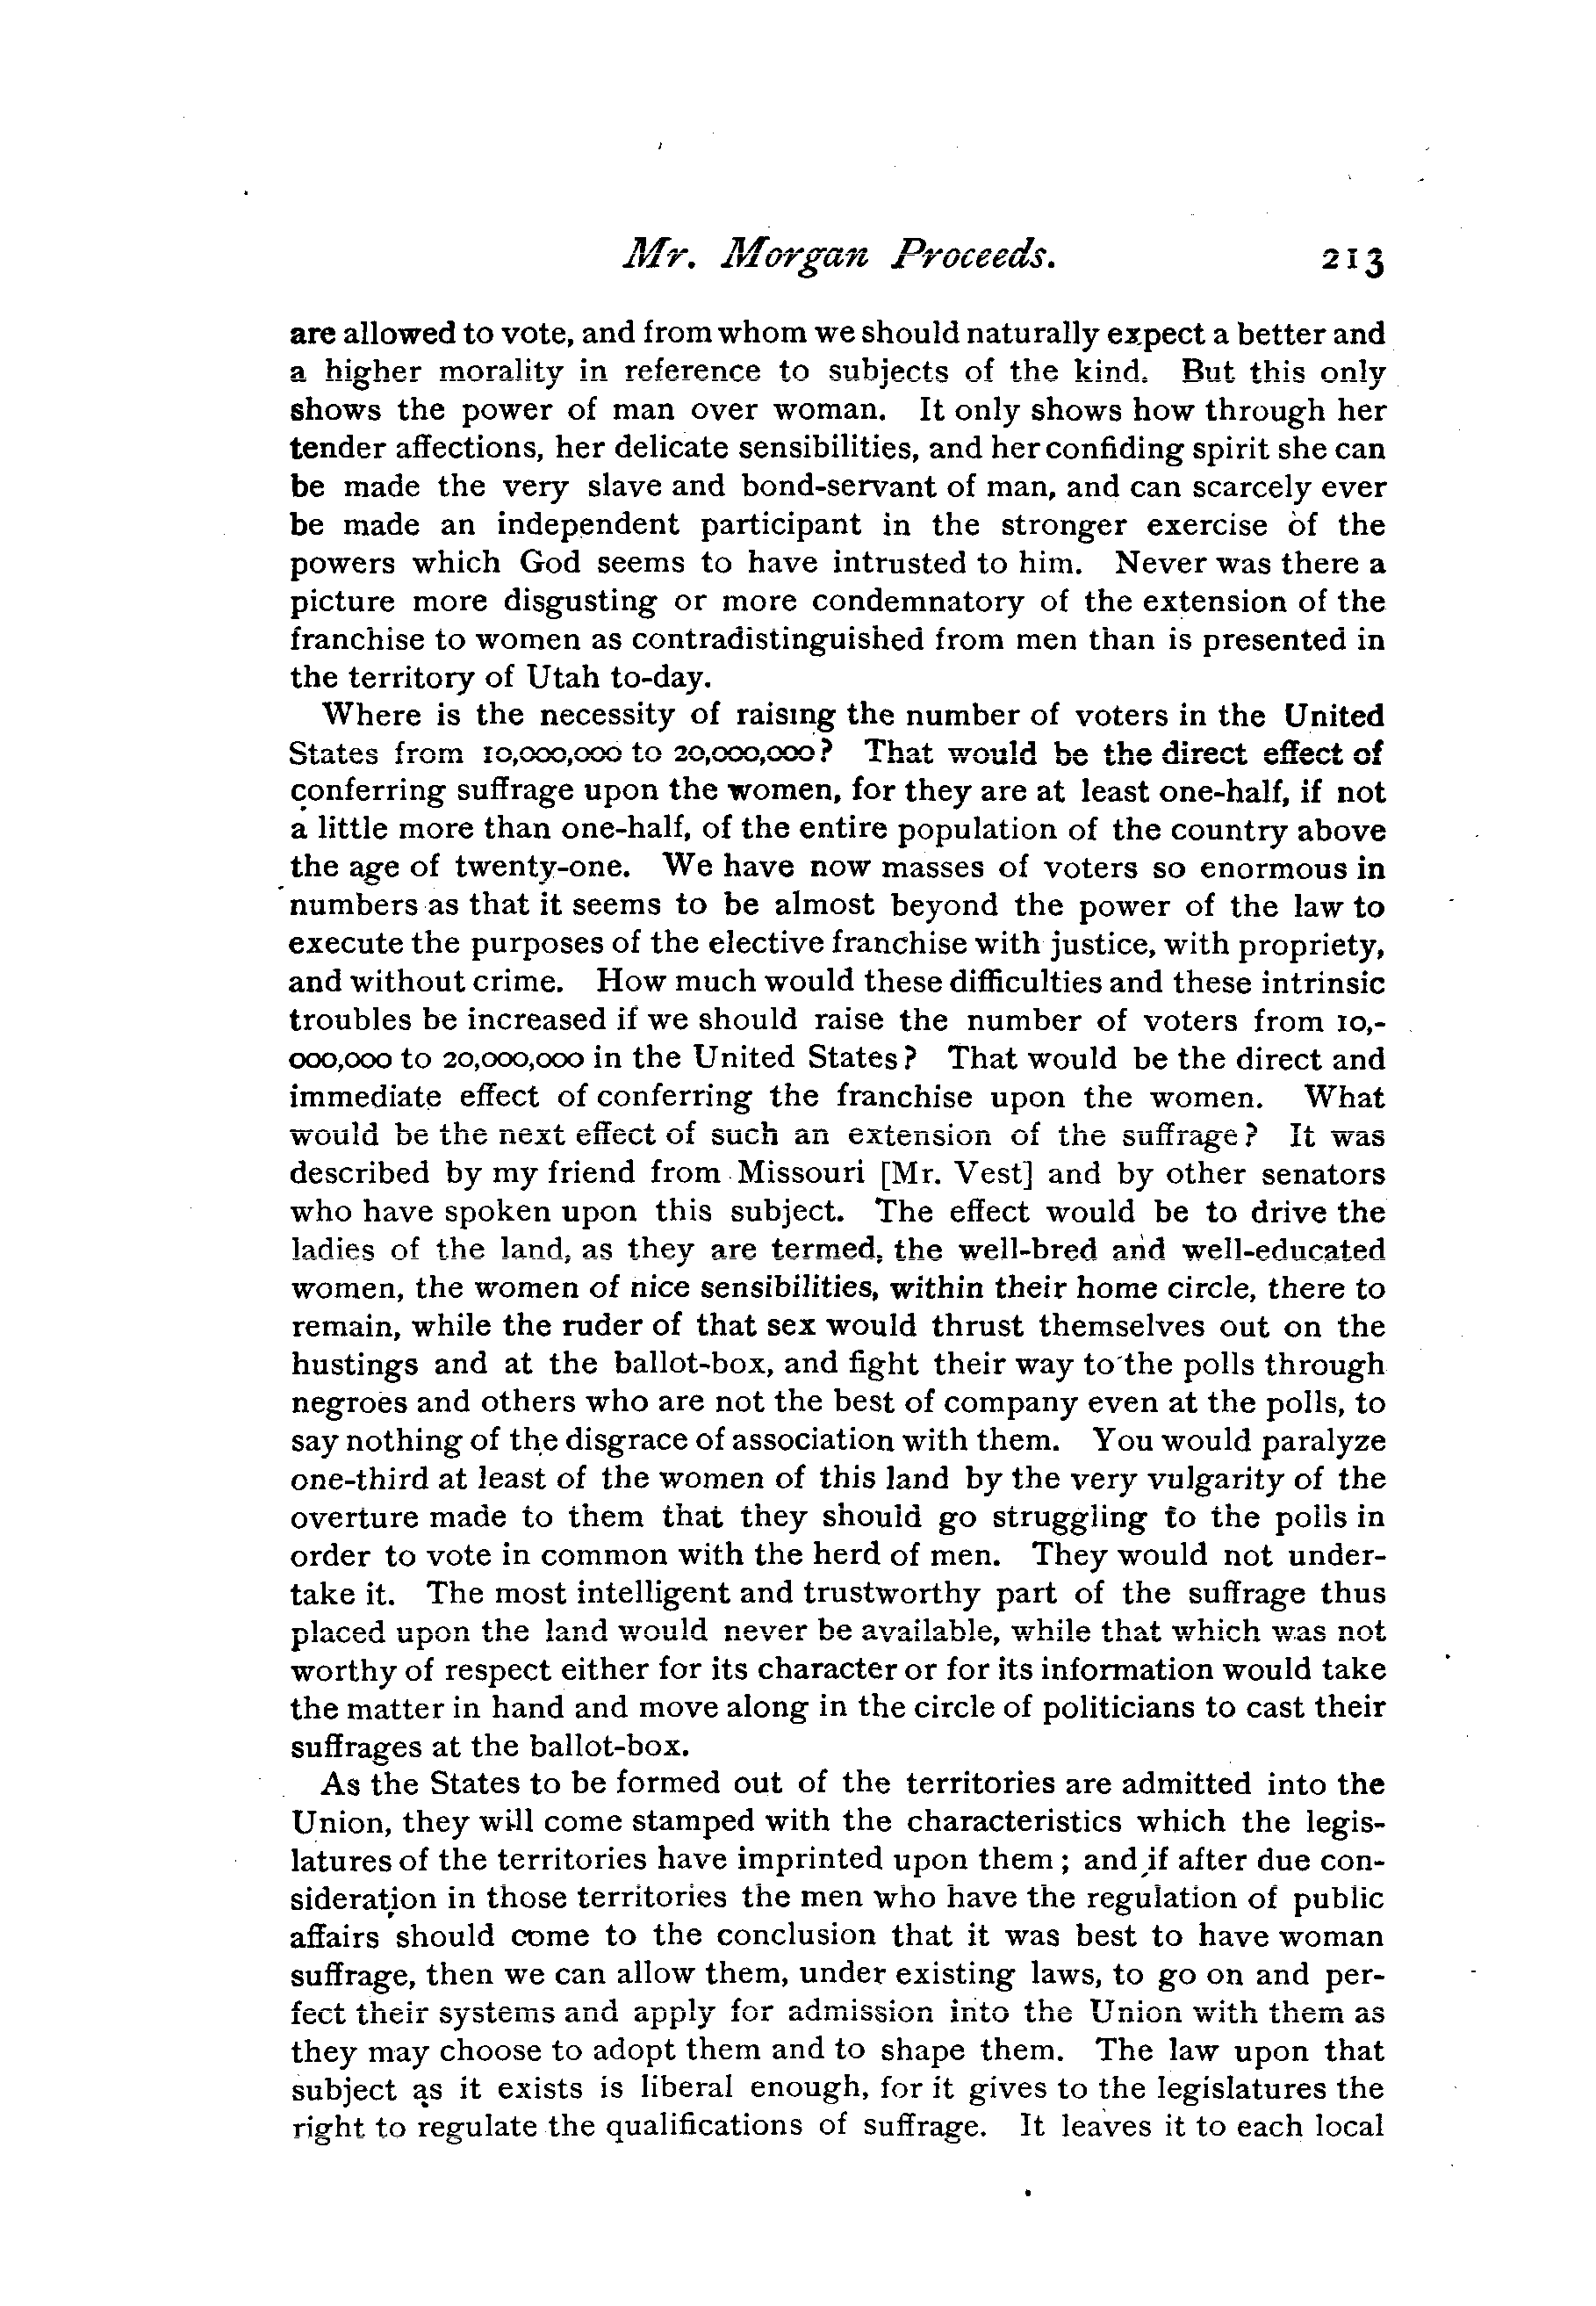 Mr. Morgan Proceeds. 213
are allowed to vote, and from whom we should naturally expect a better and
a higher morality in reference to subjects of the kind. But this only
shows the power of man over woman. It only shows how through her
tender affections, her delicate sensibilities, and her confiding spirit she can
be made the very slave and bond-servant of man, and can scarcely ever
be made an independent participant in the stronger exercise of the
powers which God seems to have intrusted to him. Never was there a
picture more disgusting or more condemnatory of the extension of the
franchise to women as contradistinguished from men than is presented in
the territory of Utah to-day.
Where is the necessity of raising the number of voters in the United
States from 10,000,000 to 20,000,000? That would be the direct effect of
conferring suffrage upon the women, for they are at least one-half, if not
a little more than one-half, of the entire population of the country above
the age of twenty-one. We have now masses of voters so enormous in
numbers as that it seems to be almost beyond the power of the law to
execute the purposes of the elective franchise with justice, with propriety,
and without crime. How much would these difficulties and these intrinsic
troubles be increased if we should raise the number of voters from 10,-
000,000 to 20,000,000 in the United States? That would be the direct and
immediate effect of conferring the franchise upon the women. What
would be the next effect of such an extension of the suffrage? It was
described by my friend from Missouri [Mr. Vest] and by other senators
who have spoken upon this subject. The effect would be to drive the
ladies of the land, as they are termed, the well-bred and well-educated
women, the women of nice sensibilities, within their home circle, there to
remain, while the ruder of that sex would thrust themselves out on the
hustings and at the ballot-box, and fight their way to the polls through
negroes and others who are not the best of company even at the polls, to
say nothing of the disgrace of association with them. You would paralyze
one-third at least of the women of this land by the very vulgarity of the
overture made to them that they should go struggling to the polls in
order to vote in common with the herd of men. They would not under-
take it. The most intelligent and trustworthy part of the suffrage thus
placed upon the land would never be available, while that which was not
worthy of respect either for its character or for its information would take
the matter in hand and move along in the circle of politicians to cast their
suffrages at the ballot-box.
As the States to be formed out of the territories are admitted into the
Union, they will come stamped with the characteristics which the legis-
latures of the territories have imprinted upon them; and if after due con-
sideration in those territories the men who have the regulation of public
affairs should come to the conclusion that it was best to have woman
suffrage, then we can allow them, under existing laws, to go on and per-
fect their systems and apply for admission into the Union with them as
they may choose to adopt them and to shape them. The law upon that
subject as it exists is liberal enough, for it gives to the legislatures the
right to regulate the qualifications of suffrage. It leaves it to each local